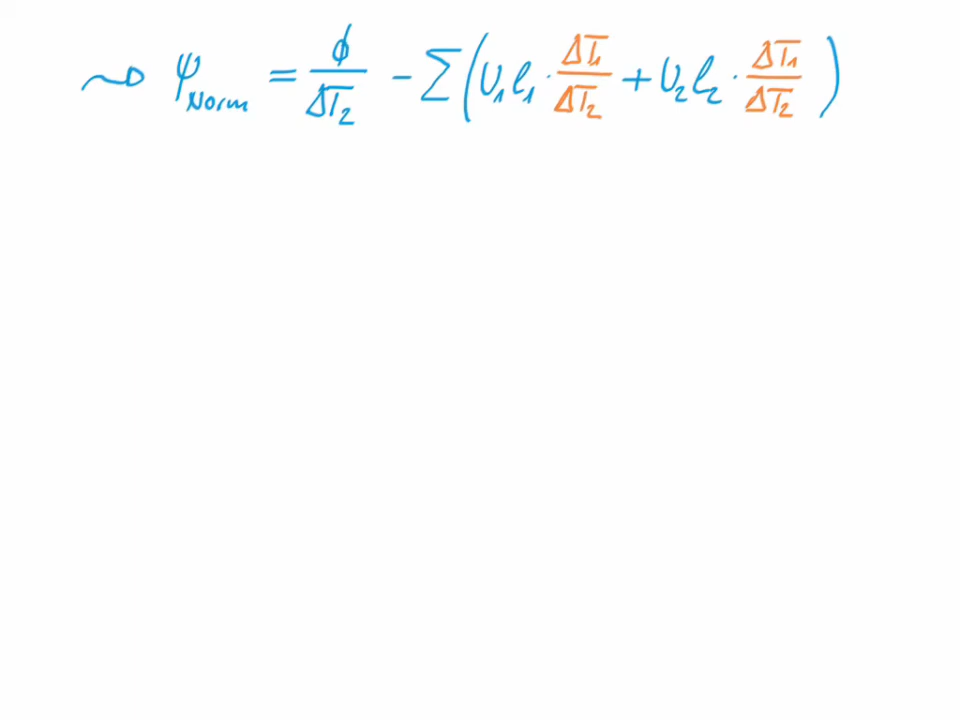 ~> ψ_Norm = ϕ/ΔT₂ - Σ(U₁ℓ₁ · ΔT₁/ΔT₂ + U₂ℓ₂ · ΔT₁/ΔT₂)